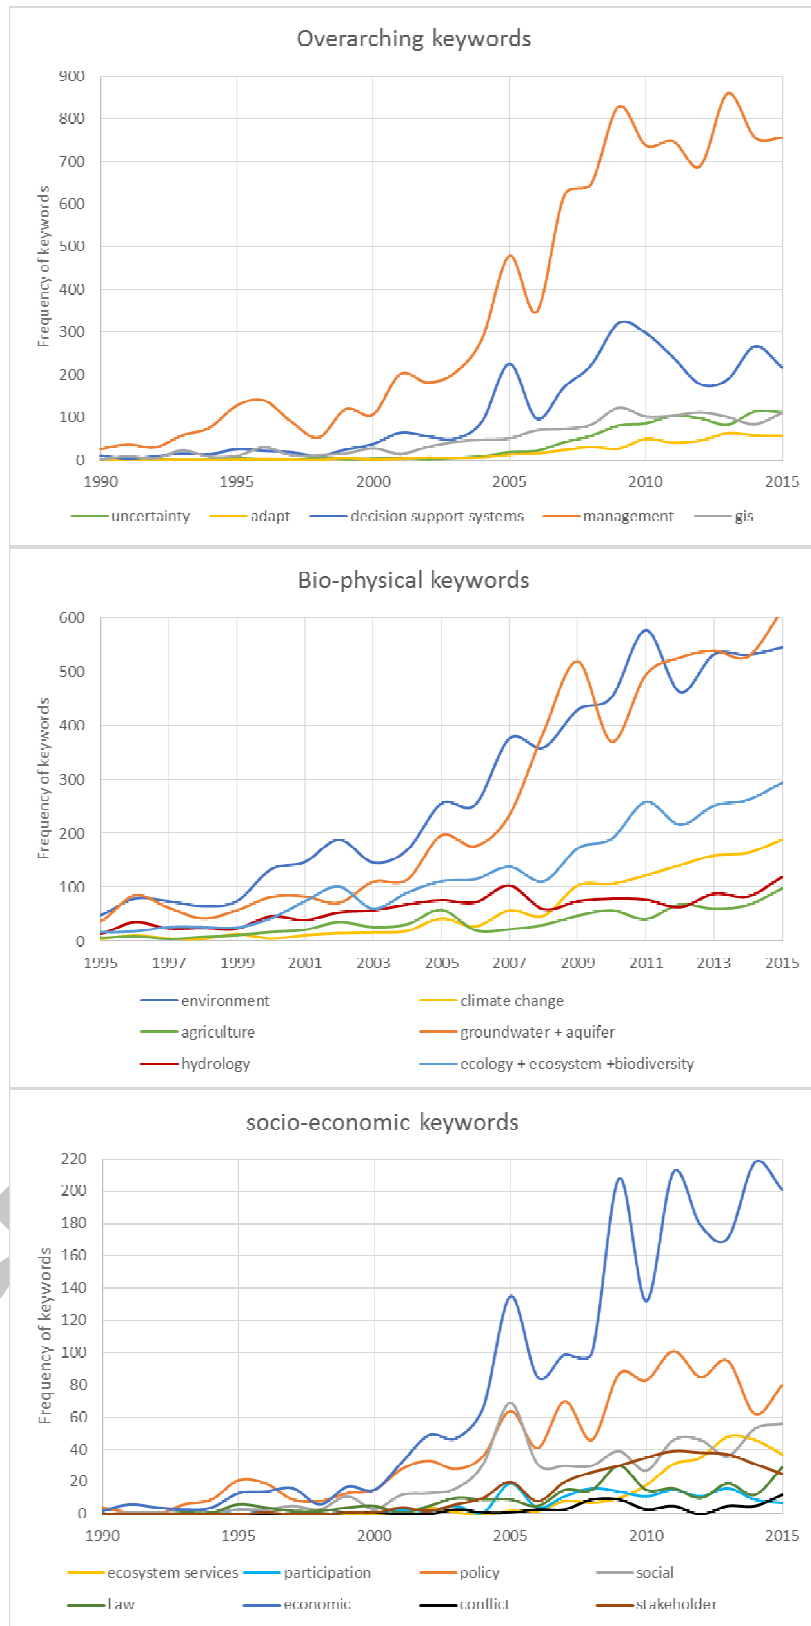 Overarching keywords
Frequency of keywords
900
800
700
600
500
400
300
200
100
0
1990 1995 2000 2005 2010 2015
uncertainty adapt decision support systems management gis
Bio-physical keywords
Frequency of keywords
600
500
400
300
200
100
0
1995 1997 1999 2001 2003 2005 2007 2009 2011 2013 2015
environment climate change
agriculture groundwater + aquifer
hydrology ecology + ecosystem +biodiversity
socio-economic keywords
Frequency of keywords
220
200
180
160
140
120
100
80
60
40
20
0
1990 1995 2000 2005 2010 2015
ecosystem services participation policy social
Law economic conflict stakeholder